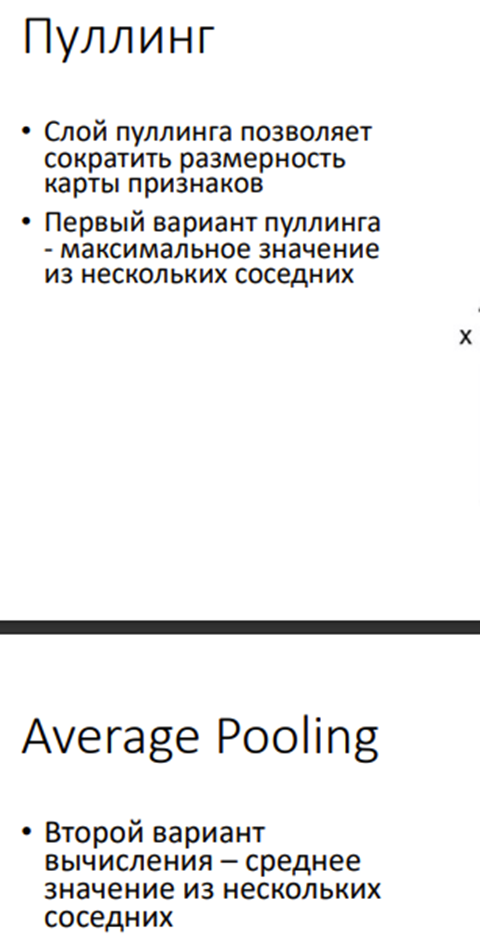 Пуллинг
• Слой пуллинга позволяет
сократить размерность
карты признаков
• Первый вариант пуллинга
- максимальное значение
из нескольких соседних
x
Average Pooling
• Второй вариант
вычисления – среднее
значение из нескольких
соседних